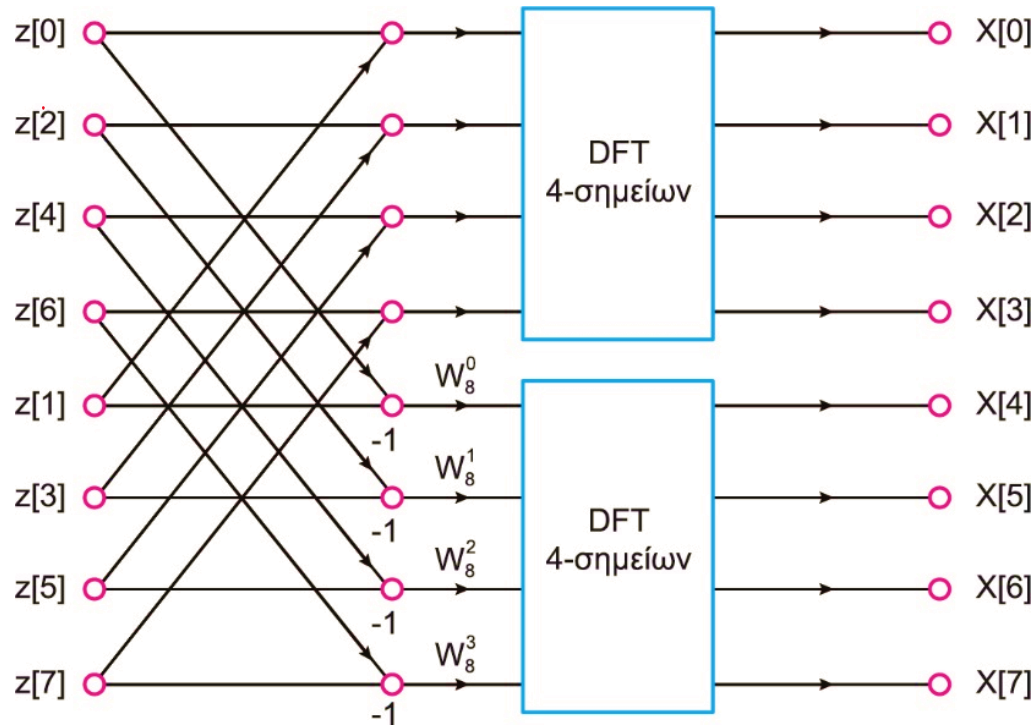 z[0]
X[0]
z[2]
X[1]
DFT
4-σημείων
z[4]
X[2]
z[6]
X[3]
W₈⁰
z[1]
X[4]
-1
W₈¹
z[3]
X[5]
DFT
4-σημείων
-1
W₈²
z[5]
X[6]
-1
W₈³
z[7]
X[7]
-1